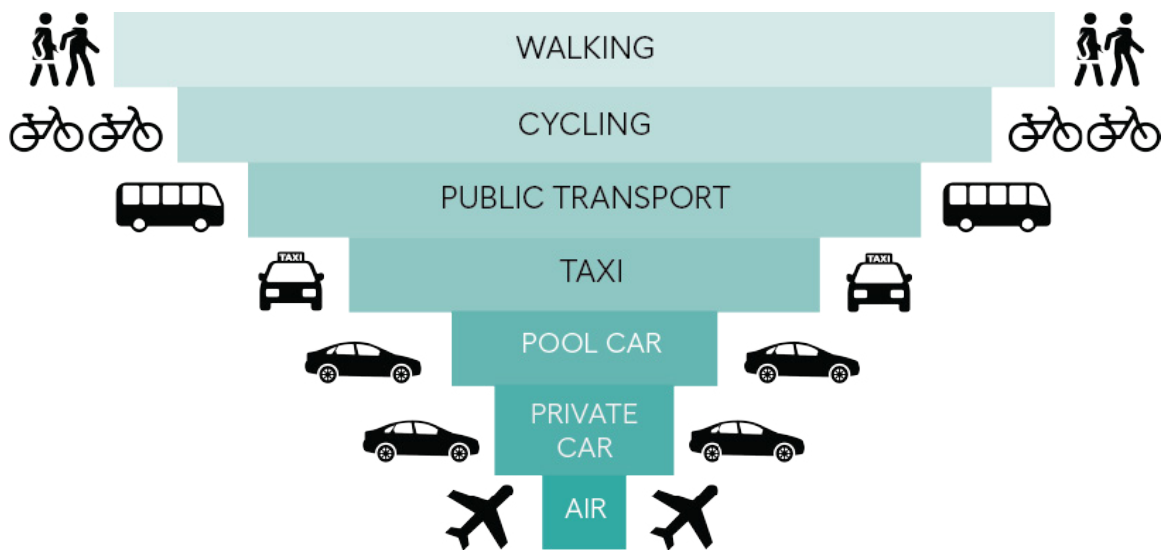 WALKING
CYCLING
PUBLIC TRANSPORT
TAXI
TAXI
TAXI
POOL CAR
PRIVATE
CAR
AIR